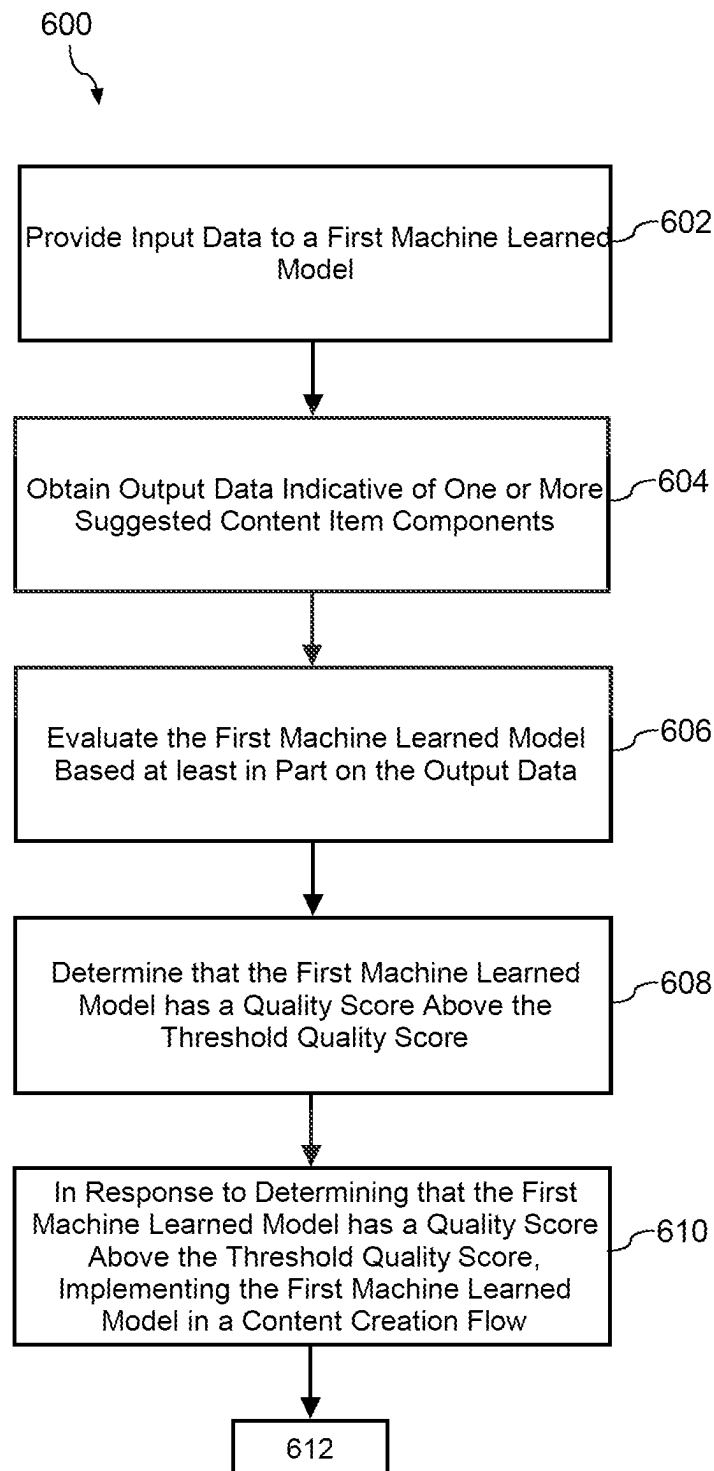 600
Provide Input Data to a First Machine Learned
Model
602
Obtain Output Data Indicative of One or More
Suggested Content Item Components
604
Evaluate the First Machine Learned Model
Based at least in Part on the Output Data
606
Determine that the First Machine Learned
Model has a Quality Score Above the
Threshold Quality Score
608
In Response to Determining that the First
Machine Learned Model has a Quality Score
Above the Threshold Quality Score,
Implementing the First Machine Learned
Model in a Content Creation Flow
610
612